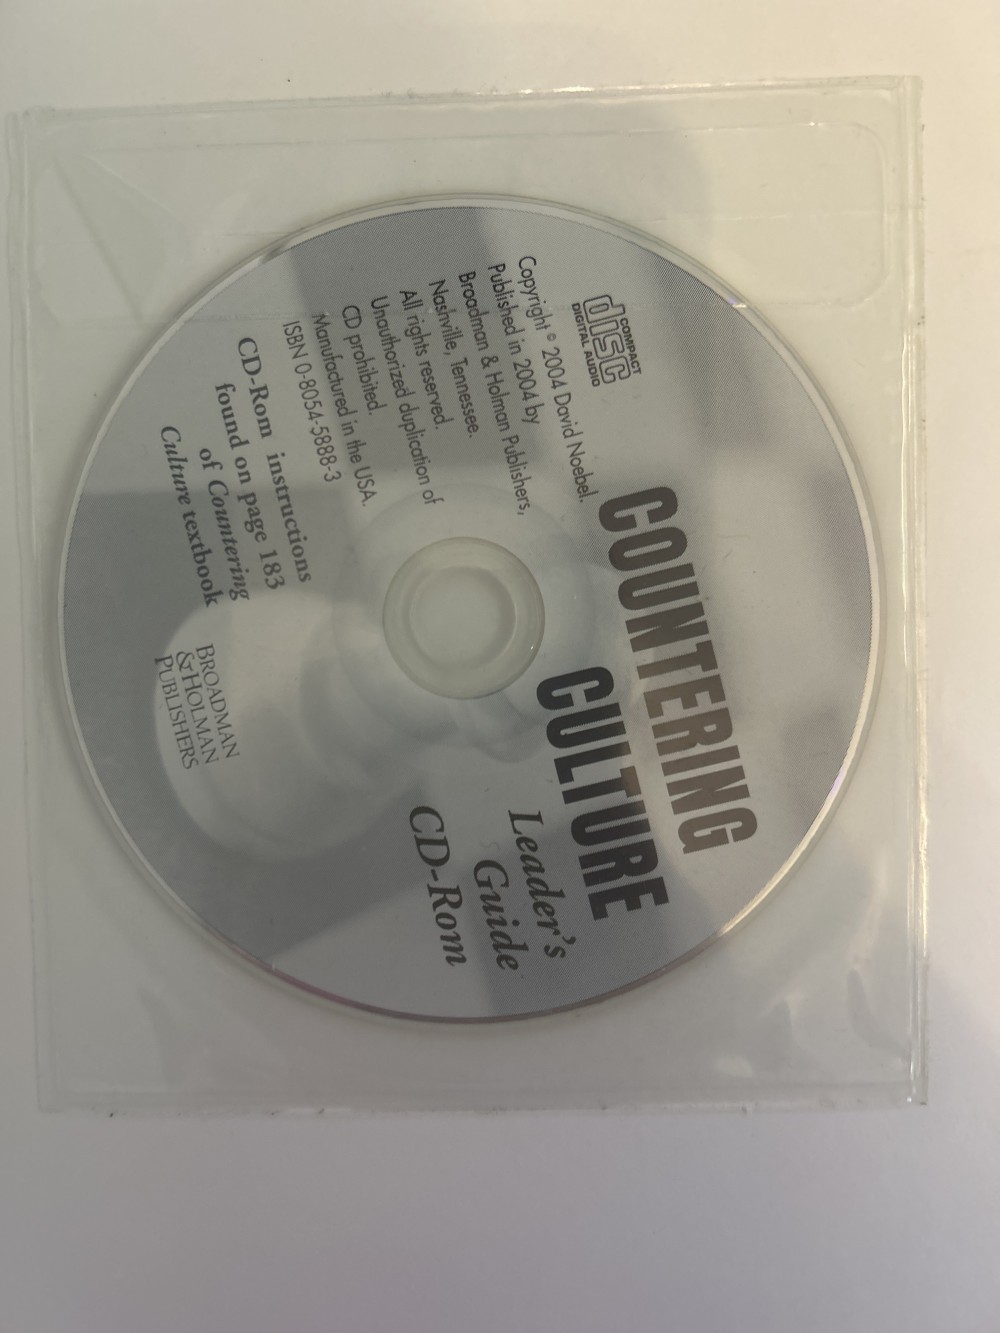 COUNTERING
CULTURE
Leader's
Guide
CD-Rom
COMPACT
disc
DIGITAL AUDIO
Copyright © 2004 David Noebel.
Published in 2004 by
Broadman & Holman Publishers,
Nashville, Tennessee.
All rights reserved.
Unauthorized duplication of
CD prohibited.
Manufactured in the USA.
ISBN 0-8054-5888-3
CD-Rom instructions
found on page 183
of Countering
Culture textbook
BROADMAN
& HOLMAN
PUBLISHERS